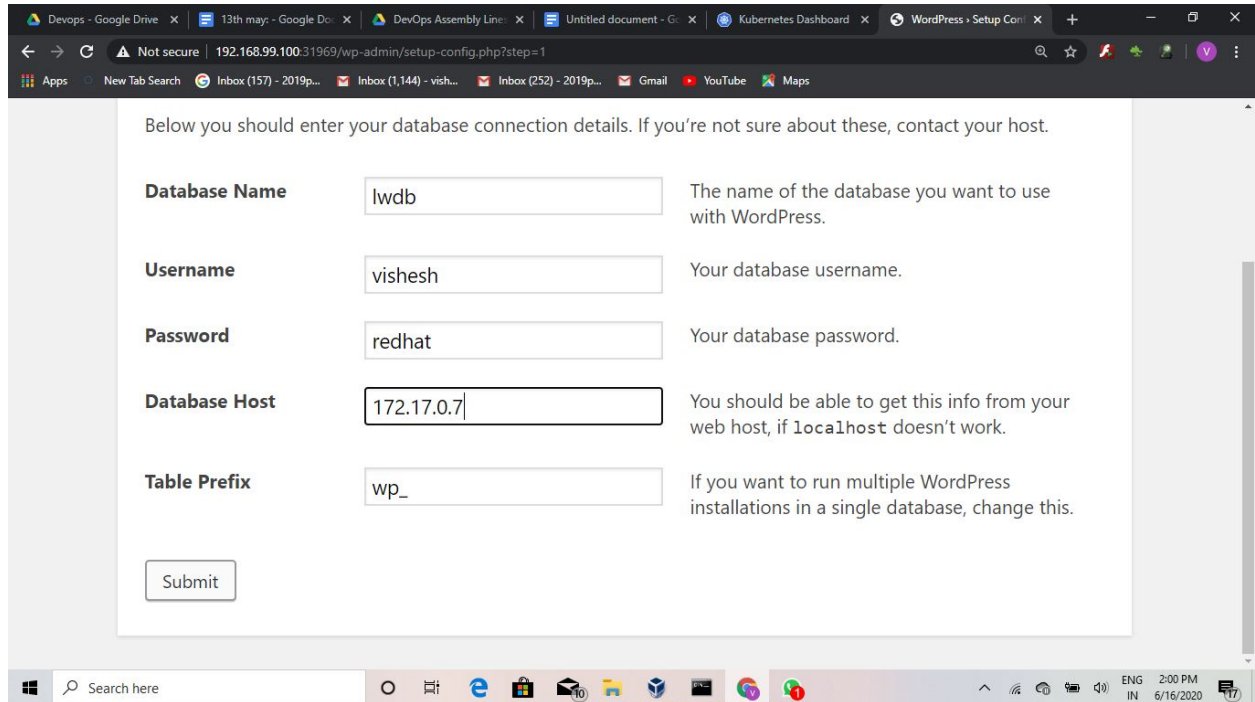 Devops - Google Drive
13th may: - Google Doc
DevOps Assembly Lines
Untitled document - Go
Kubernetes Dashboard
WordPress › Setup Conf
Not secure | 192.168.99.100:31969/wp-admin/setup-config.php?step=1
Apps
New Tab Search
Inbox (157) - 2019p...
Inbox (1,144) - vish...
Inbox (252) - 2019p...
Gmail
YouTube
Maps
V
Below you should enter your database connection details. If you’re not sure about these, contact your host.
Database Name
lwdb
The name of the database you want to use
with WordPress.
Username
vishesh
Your database username.
Password
redhat
Your database password.
Database Host
172.17.0.7
You should be able to get this info from your
web host, if localhost doesn’t work.
Table Prefix
wp_
If you want to run multiple WordPress
installations in a single database, change this.
Submit
Search here
10
ENG
IN
2:00 PM
6/16/2020
17